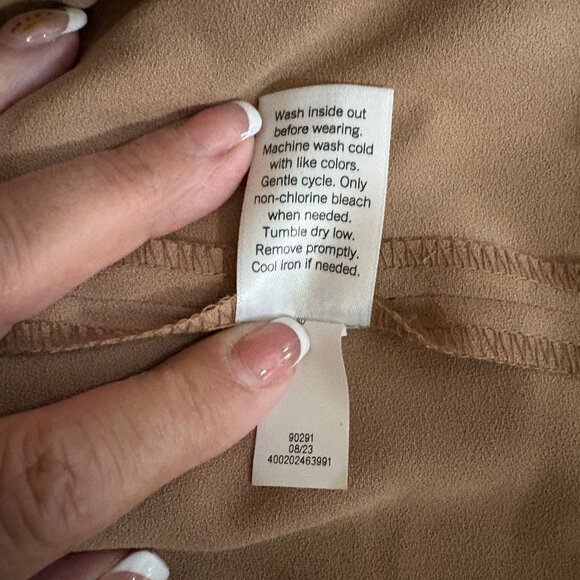 Wash inside out
before wearing.
Machine wash cold
with like colors.
Gentle cycle. Only
non-chlorine bleach
when needed.
Tumble dry low.
Remove promptly.
Cool iron if needed.
90291
08/23
400202463991